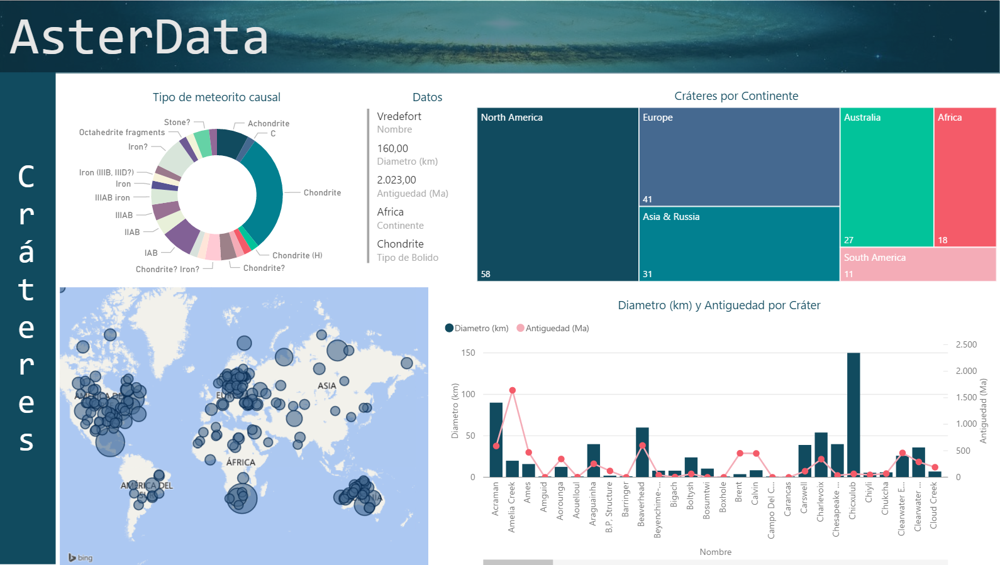 AsterData
Cráteres
Tipo de meteorito causal
Stone?
Achondrite
Octahedrite fragments
C
Iron?
Iron (IIIB, IIID?)
Iron
Chondrite
IIIAB iron
IIIAB
IIAB
IAB
Chondrite (H)
Chondrite? Iron?
Chondrite?
Datos
Vredefort
Nombre
160,00
Diametro (km)
2.023,00
Antiguedad (Ma)
Africa
Continente
Chondrite
Tipo de Bolido
Cráteres por Continente
North America
58
Europe
41
Asia & Russia
31
Australia
27
Africa
18
South America
11
ASIA
ÁFRICA
AMÉRICA DEL
bing
Diametro (km) y Antiguedad por Cráter
Diametro (km)
Antiguedad (Ma)
Diametro (km)
150
100
50
0
2.500
2.000
1.500
1.000
500
0
Antiguedad (Ma)
Acraman
Amelia Creek
Ames
Amguid
Aorounga
Aouelloul
Araguainha
B.P. Structure
Barringer
Beaverhead
Beyenchime-...
Bigach
Boltysh
Bosumtwi
Boxhole
Brent
Calvin
Campo Del C...
Carancas
Carswell
Charlevoix
Chesapeake ...
Chicxulub
Chiyli
Chukcha
Clearwater E...
Clearwater ...
Cloud Creek
Nombre